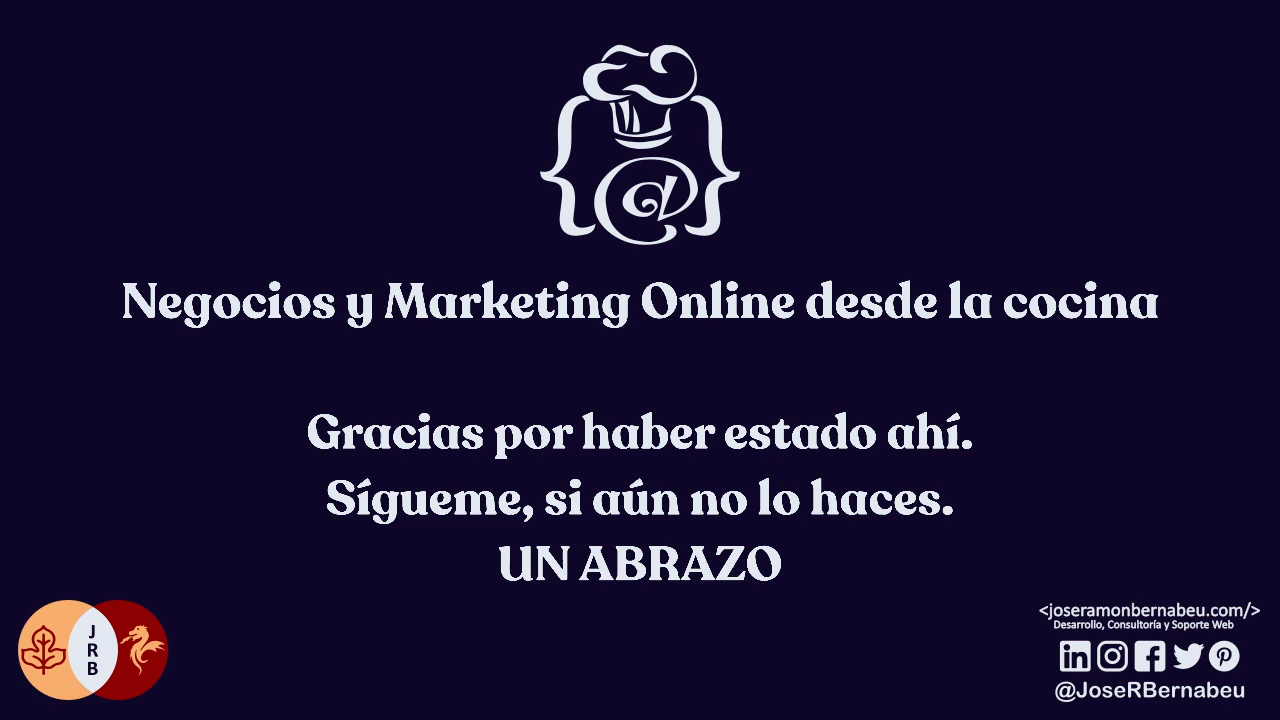 {@}
Negocios y Marketing Online desde la cocina
Gracias por haber estado ahí.
Sígueme, si aún no lo haces.
UN ABRAZO
J
R
B
<joseramonbernabeu.com/>
Desarrollo, Consultoría y Soporte Web
in
@JoseRBernabeu